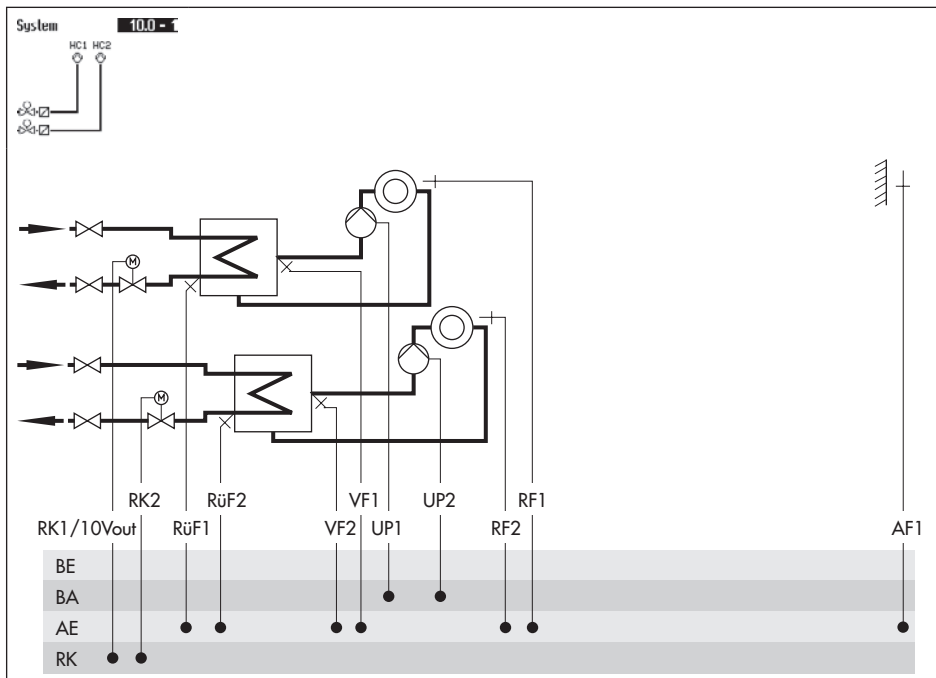 System 10.0 - 1
HC1 HC2
M
M
RK2 RüF2 VF1 UP2 RF1
RK1/10Vout RüF1 VF2 UP1 RF2 AF1
BE
BA
AE
RK